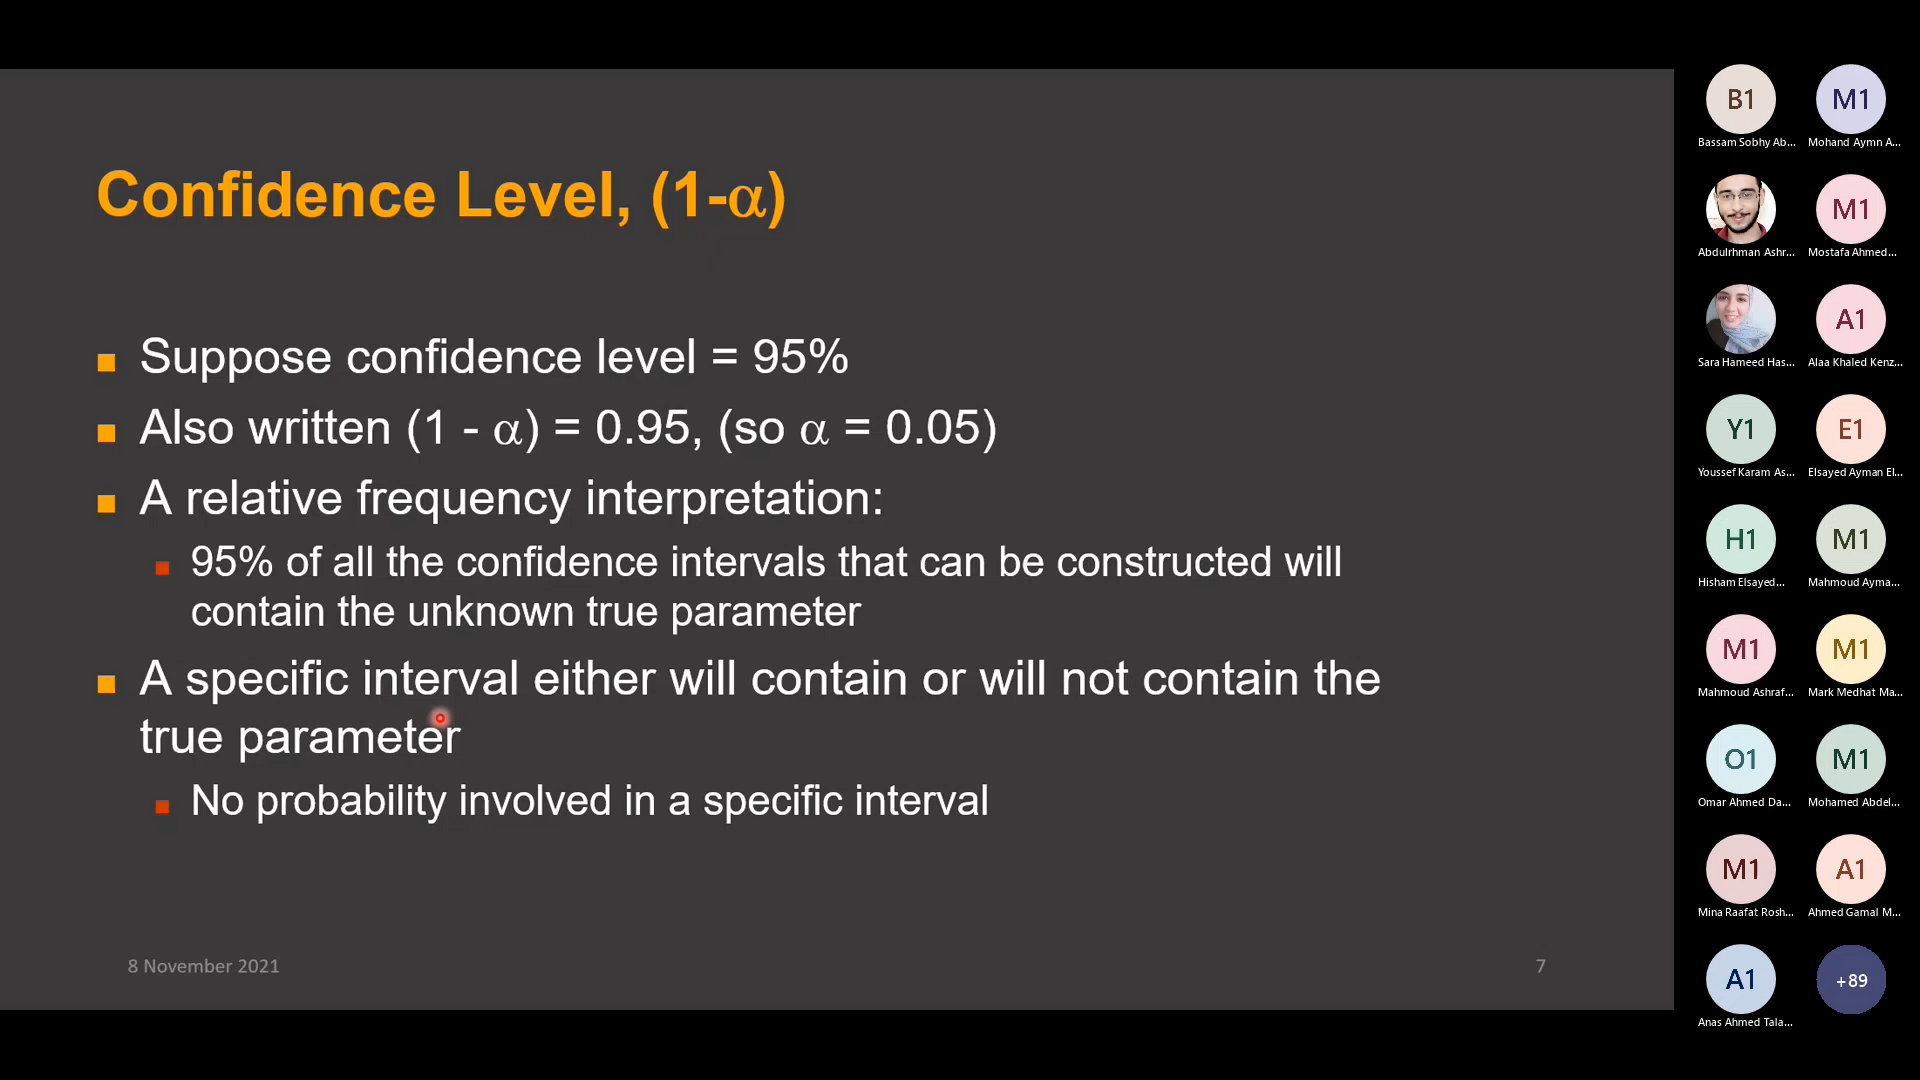 Confidence Level, (1-α)
Suppose confidence level = 95%
Also written (1 - α) = 0.95, (so α = 0.05)
A relative frequency interpretation:
95% of all the confidence intervals that can be constructed will
contain the unknown true parameter
A specific interval either will contain or will not contain the
true parameter
No probability involved in a specific interval
8 November 2021
7
B1
M1
Bassam Sobhy Ab...
Mohand Aymn A...
M1
Abdulrhman Ashr...
Mostafa Ahmed...
A1
Sara Hameed Has...
Alaa Khaled Kenz...
Y1
E1
Youssef Karam As...
Elsayed Ayman El...
H1
M1
Hisham Elsayed...
Mahmoud Ayma...
M1
M1
Mahmoud Ashraf...
Mark Medhat Ma...
O1
M1
Omar Ahmed Da...
Mohamed Abdel...
M1
A1
Mina Raafat Rosh...
Ahmed Gamal M...
A1
+89
Anas Ahmed Tala...